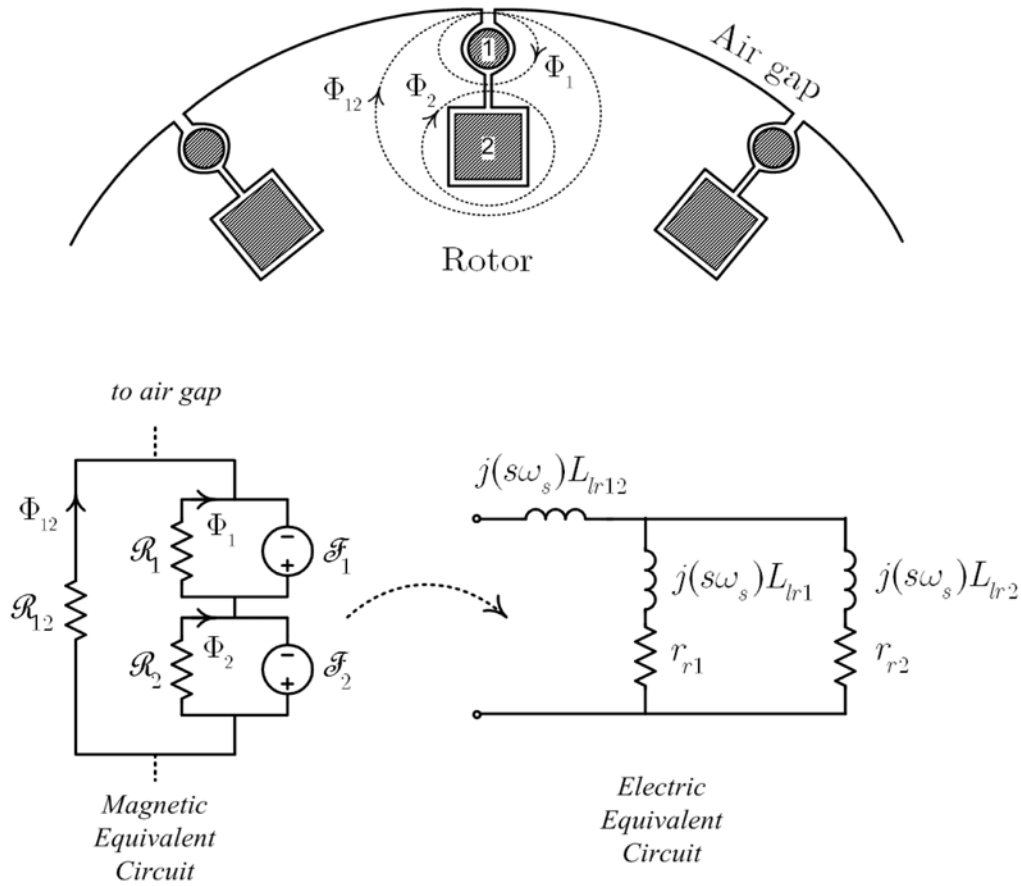 1
Φ₁
Air gap
Φ₁₂
Φ₂
2
Rotor
to air gap
Φ₁₂
Φ₁
ℛ₁
ℱ₁
ℛ₁₂
Φ₂
ℛ₂
ℱ₂
Magnetic
Equivalent
Circuit
j(sωₛ)Lₗᵣ₁₂
j(sωₛ)Lₗᵣ₁
j(sωₛ)Lₗᵣ₂
rᵣ₁
rᵣ₂
Electric
Equivalent
Circuit